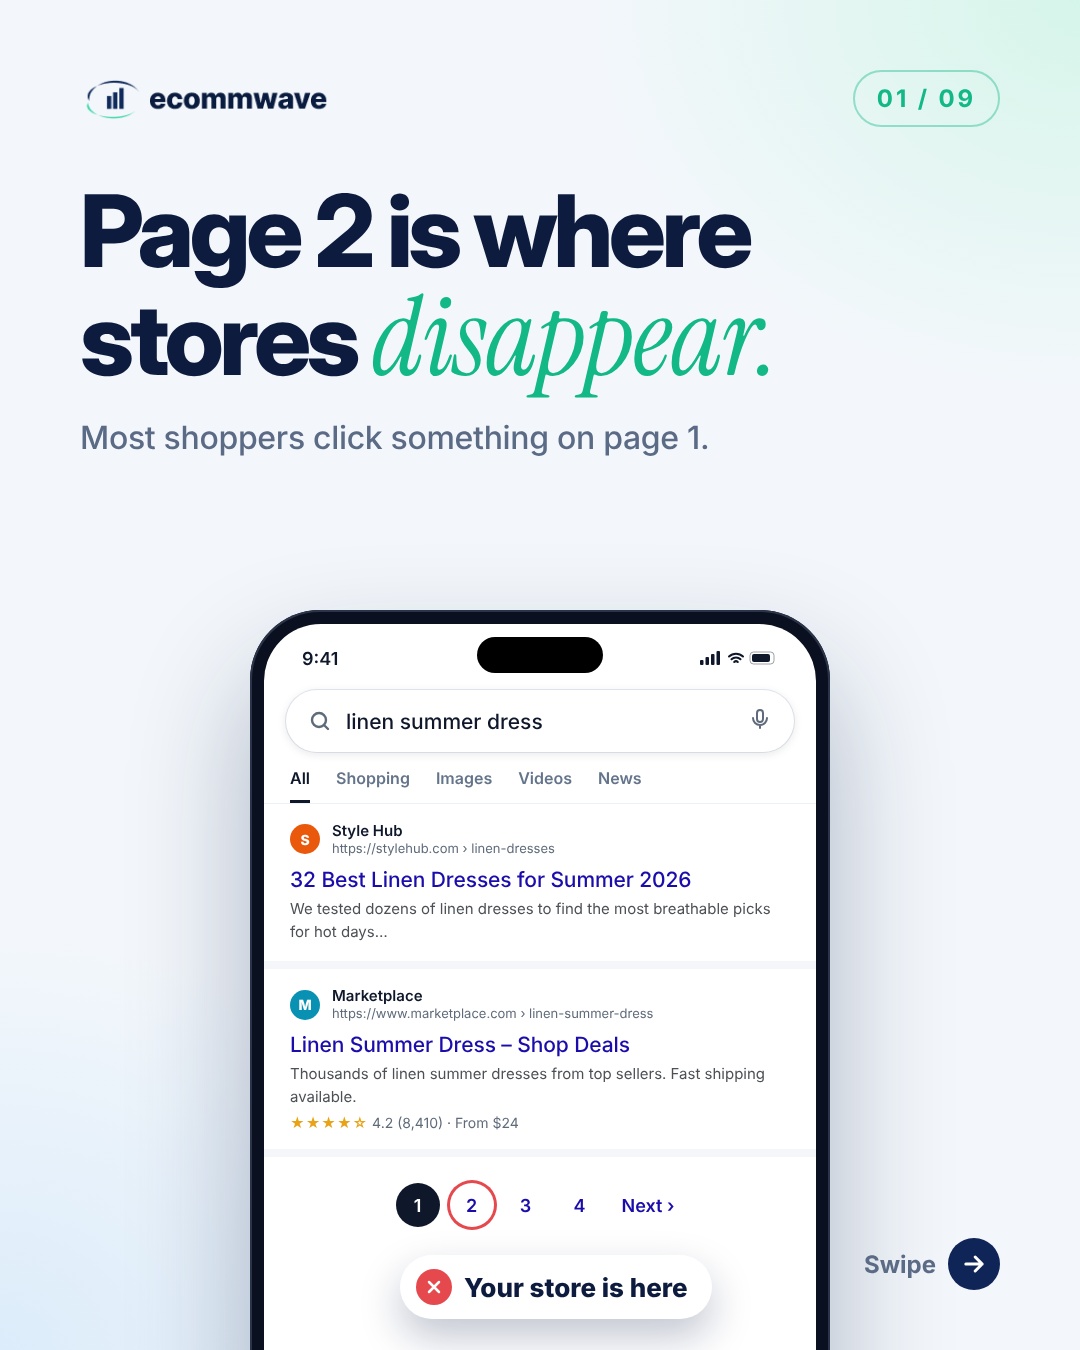 ecommwave
01 / 09
Page 2 is where
stores disappear.
Most shoppers click something on page 1.
9:41
linen summer dress
All Shopping Images Videos News
S
Style Hub
https://stylehub.com › linen-dresses
32 Best Linen Dresses for Summer 2026
We tested dozens of linen dresses to find the most breathable picks
for hot days...
M
Marketplace
https://www.marketplace.com › linen-summer-dress
Linen Summer Dress – Shop Deals
Thousands of linen summer dresses from top sellers. Fast shipping
available.
★★★★☆ 4.2 (8,410) · From $24
1 2 3 4 Next ›
Your store is here
Swipe